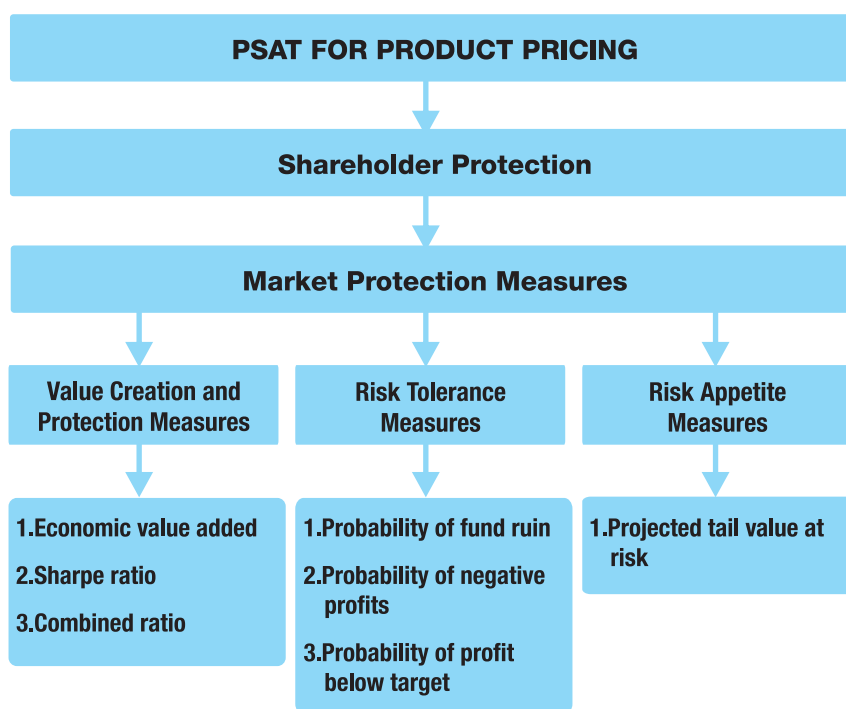 PSAT FOR PRODUCT PRICING
Shareholder Protection
Market Protection Measures
Value Creation and
Protection Measures
1.Economic value added
2.Sharpe ratio
3.Combined ratio
Risk Tolerance
Measures
1.Probability of fund ruin
2.Probability of negative
profits
3.Probability of profit
below target
Risk Appetite
Measures
1.Projected tail value at
risk